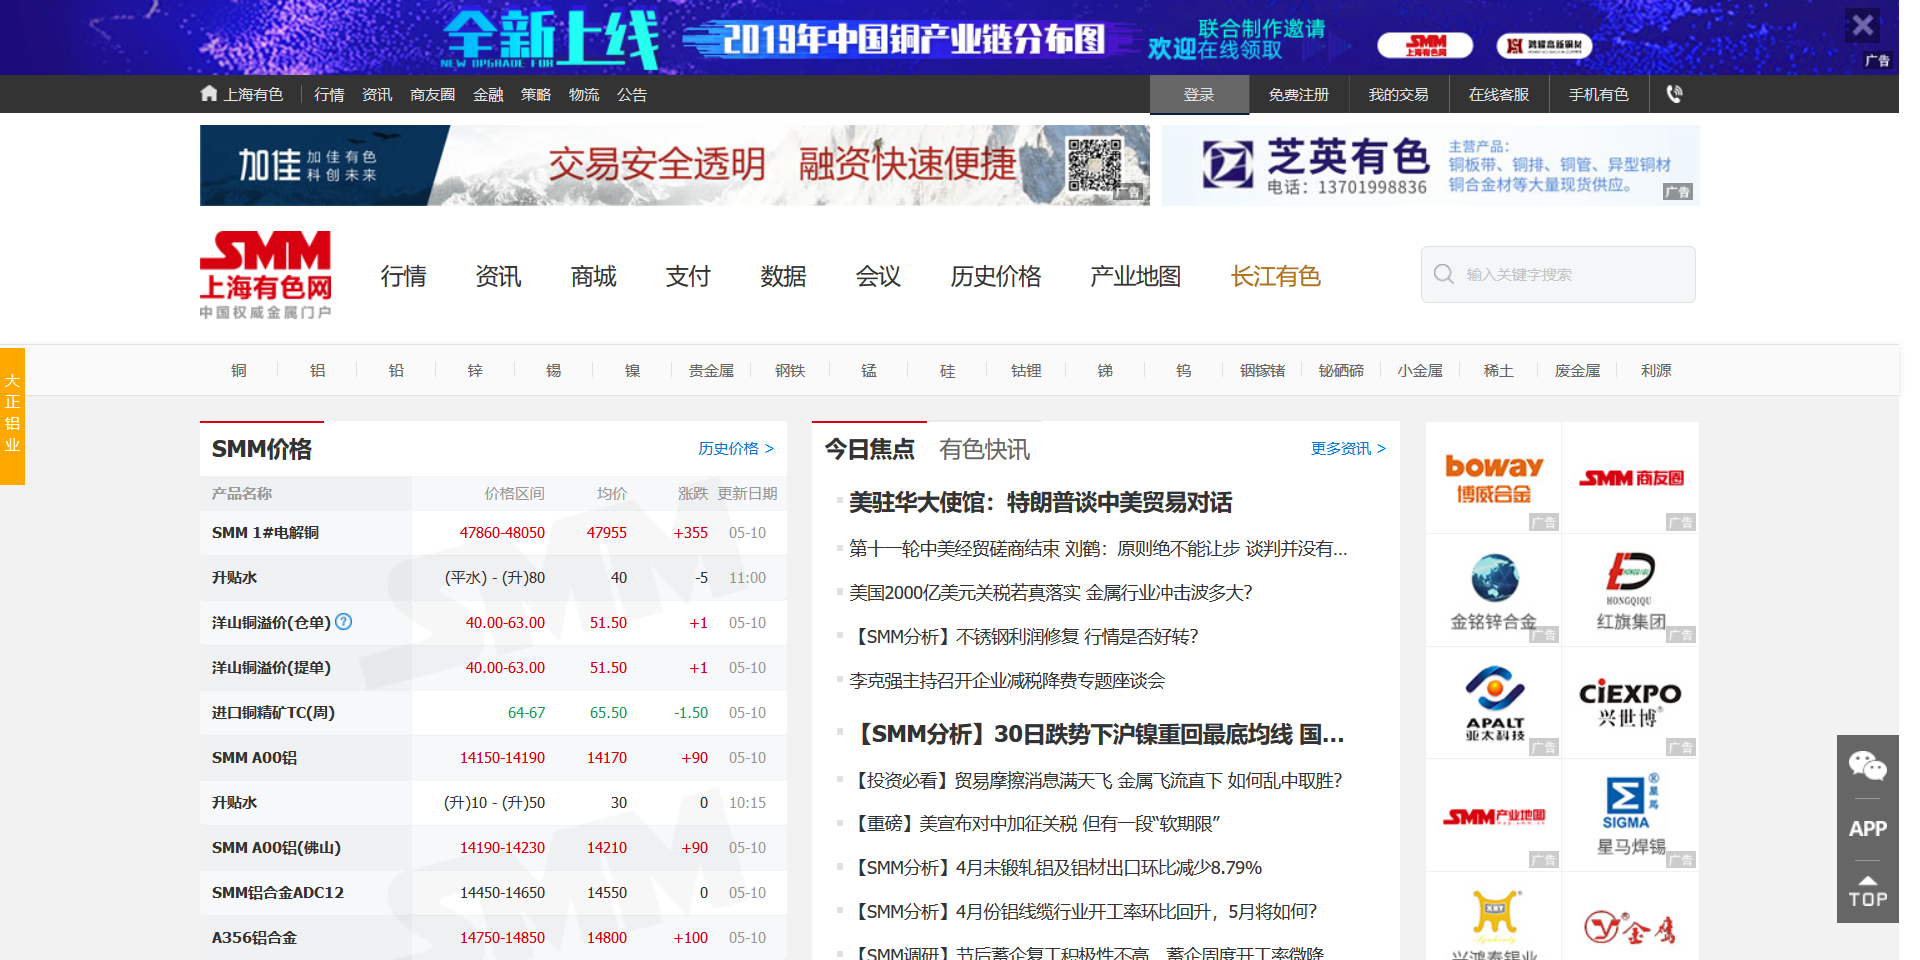 全新上线
NEW UPGRADE FOR
2019年中国铜产业链分布图
联合制作邀请
欢迎在线领取
SMM
上海有色网
广告
上海有色 行情 资讯 商友圈 金融 策略 物流 公告
登录 免费注册 我的交易 在线客服 手机有色
加佳 加佳有色
科创未来
交易安全透明 融资快速便捷
广告
芝英有色
电话：13701998836
主营产品：
铜板带、铜排、铜管、异型铜材
铜合金材等大量现货供应。
广告
SMM
上海有色网
中国权威金属门户
行情 资讯 商城 支付 数据 会议 历史价格 产业地图 长江有色
输入关键字搜索
大正铝业
铜 铝 铅 锌 锡 镍 贵金属 钢铁 锰 硅 钴锂 锑 钨 铟镓锗 铋硒碲 小金属 稀土 废金属 利源
SMM价格 历史价格 >
产品名称 价格区间 均价 涨跌 更新日期
SMM 1#电解铜 47860-48050 47955 +355 05-10
升贴水 (平水) - (升)80 40 -5 11:00
洋山铜溢价(仓单) ? 40.00-63.00 51.50 +1 05-10
洋山铜溢价(提单) 40.00-63.00 51.50 +1 05-10
进口铜精矿TC(周) 64-67 65.50 -1.50 05-10
SMM A00铝 14150-14190 14170 +90 05-10
升贴水 (升)10 - (升)50 30 0 10:15
SMM A00铝(佛山) 14190-14230 14210 +90 05-10
SMM铝合金ADC12 14450-14650 14550 0 05-10
A356铝合金 14750-14850 14800 +100 05-10
今日焦点 有色快讯 更多资讯 >
美驻华大使馆：特朗普谈中美贸易对话
第十一轮中美经贸磋商结束 刘鹤：原则绝不能让步 谈判并没有...
美国2000亿美元关税若真落实 金属行业冲击波多大?
【SMM分析】不锈钢利润修复 行情是否好转?
李克强主持召开企业减税降费专题座谈会
【SMM分析】30日跌势下沪镍重回最底均线 国...
【投资必看】贸易摩擦消息满天飞 金属飞流直下 如何乱中取胜?
【重磅】美宣布对中加征关税 但有一段“软期限”
【SMM分析】4月未锻轧铝及铝材出口环比减少8.79%
【SMM分析】4月份铝线缆行业开工率环比回升，5月将如何?
【SMM调研】节后蓄企复工积极性不高，蓄企周度开工率微降
boway
博威合金
广告
SMM 商友圈
广告
金铭锌合金
广告
HONGQIQU
红旗集团
广告
APALT
亚太科技
广告
CiEXPO
兴世博®
广告
SMM 产业地图
广告
星马®
SIGMA
星马焊锡
广告
XHT
兴鸿泰锡业
金鹰
APP
TOP